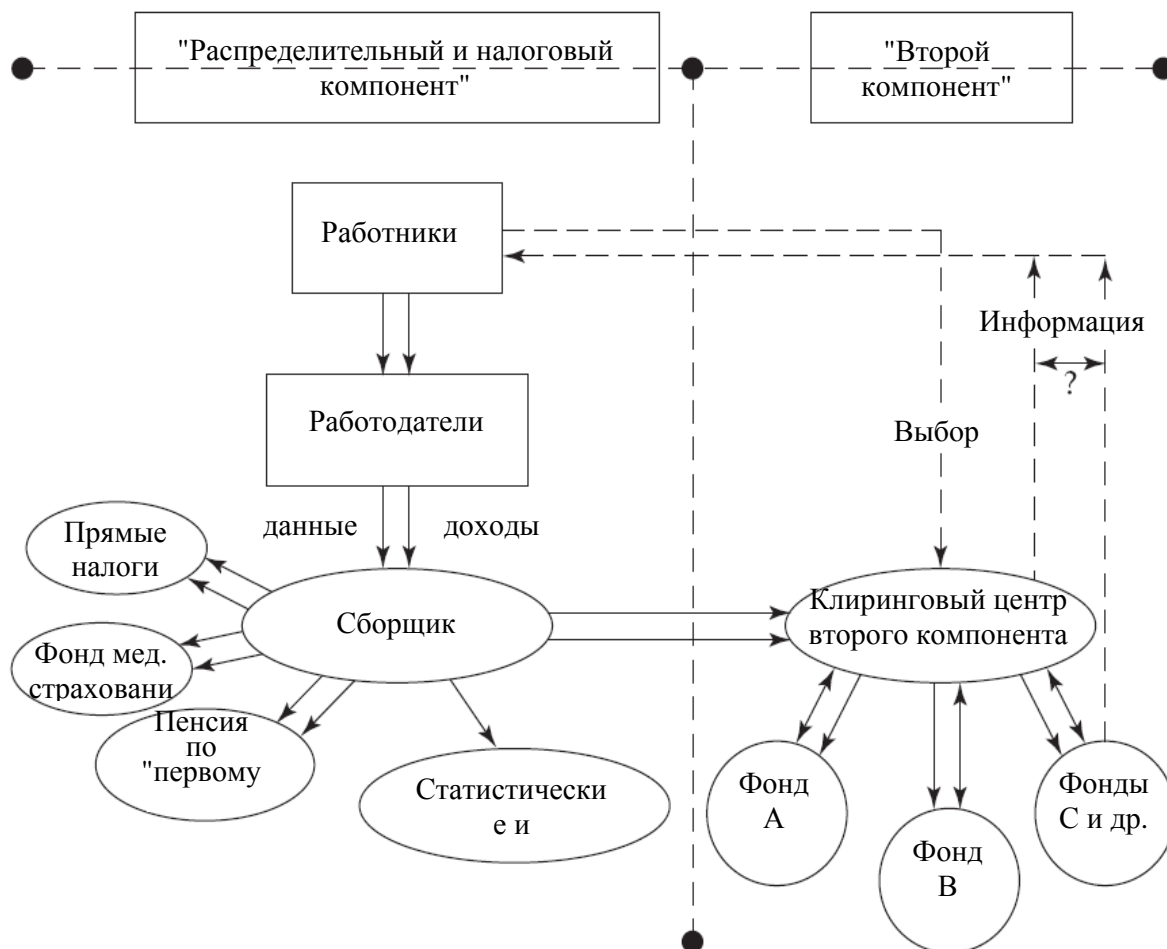 "Распределительный и налоговый
компонент"
"Второй
компонент"
Работники
Информация
?
Работодатели
Выбор
данные
доходы
Прямые
налоги
Сборщик
Клиринговый центр
второго компонента
Фонд мед.
страховани
Пенсия
по
"первому
Статистически
е и
Фонд
А
Фонд
В
Фонды
С и др.